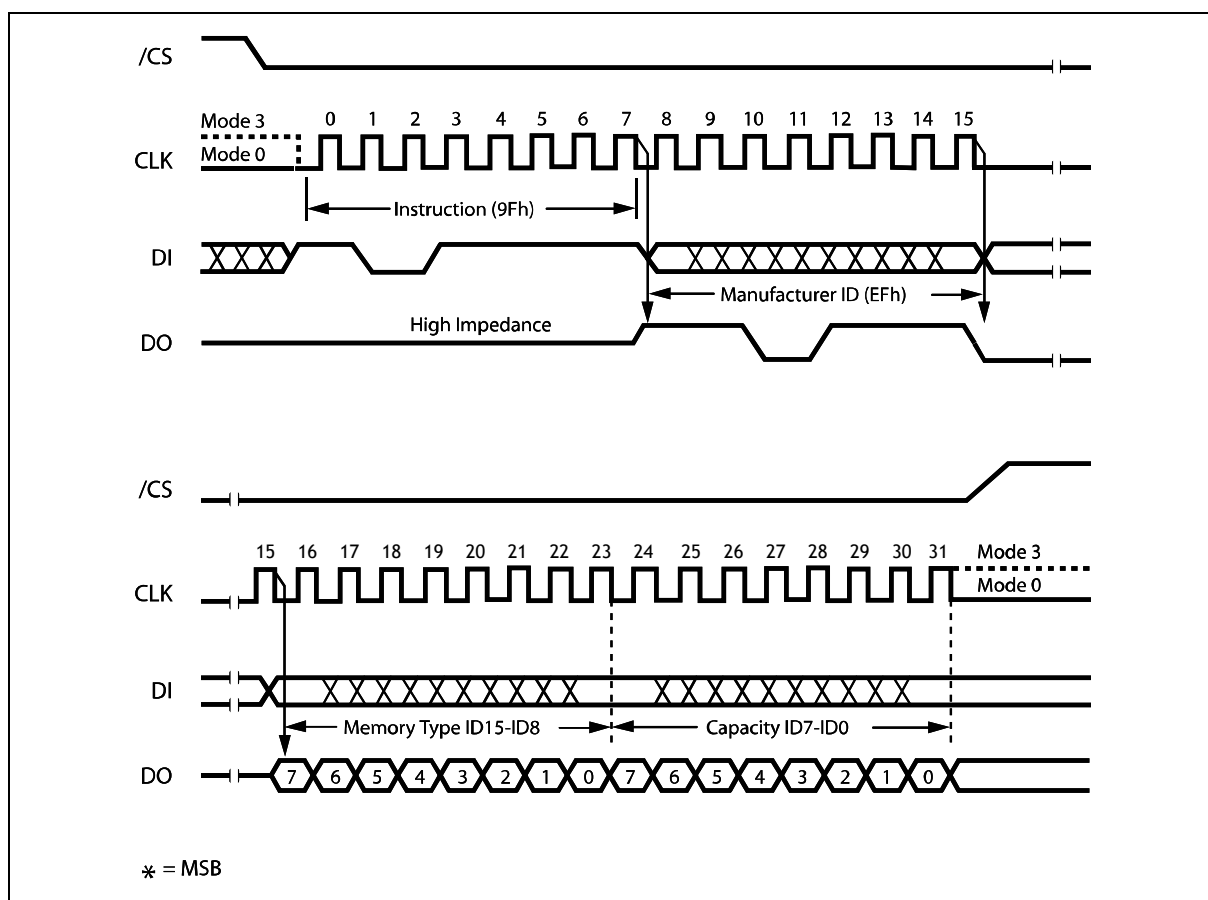 /CS
Mode 3
0 1 2 3 4 5 6 7 8 9 10 11 12 13 14 15
CLK
Mode 0
Instruction (9Fh)
DI
Manufacturer ID (EFh)
High Impedance
DO
/CS
15 16 17 18 19 20 21 22 23 24 25 26 27 28 29 30 31
Mode 3
CLK
Mode 0
DI
Memory Type ID15-ID8
Capacity ID7-ID0
DO
7 6 5 4 3 2 1 0 7 6 5 4 3 2 1 0
* = MSB